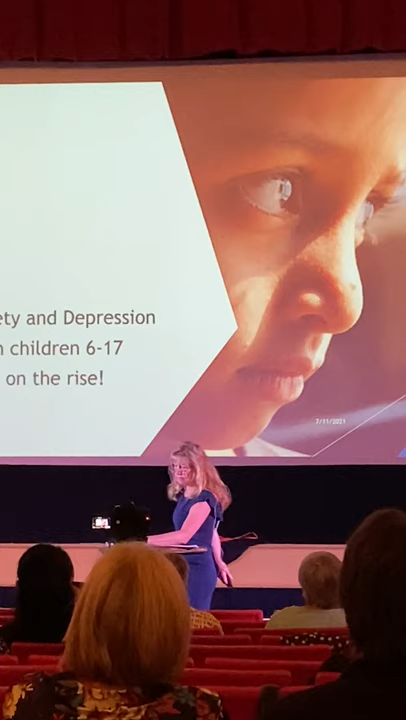 ety and Depression
n children 6-17
on the rise!
7/11/2021